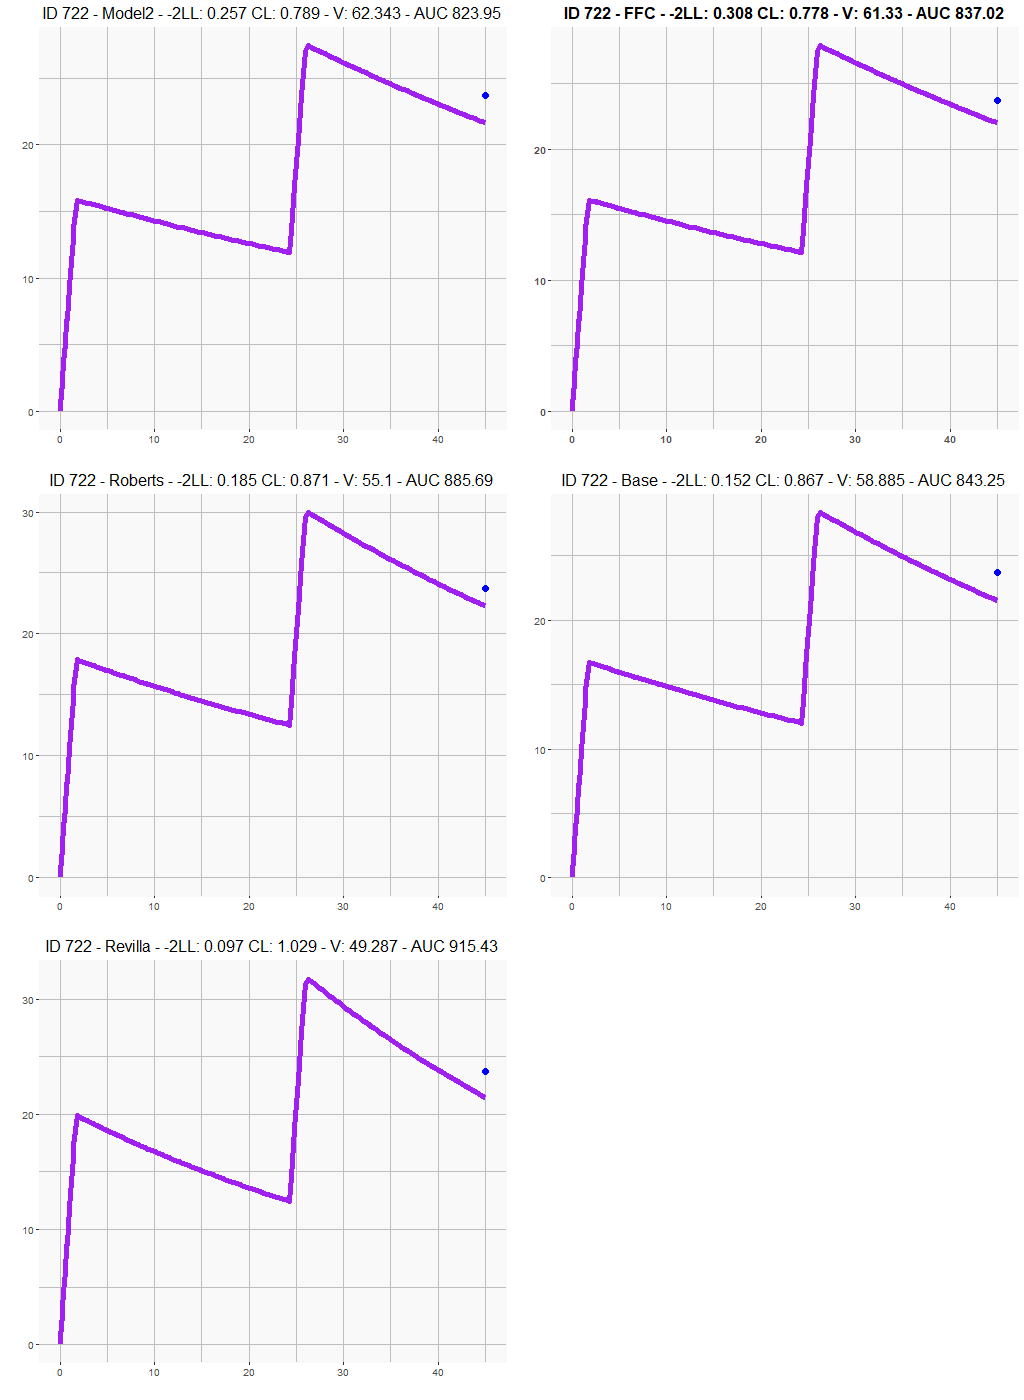 ID 722 - Model2 - -2LL: 0.257 CL: 0.789 - V: 62.343 - AUC 823.95
20
10
0
0 10 20 30 40
ID 722 - FFC - -2LL: 0.308 CL: 0.778 - V: 61.33 - AUC 837.02
20
10
0
0 10 20 30 40
ID 722 - Roberts - -2LL: 0.185 CL: 0.871 - V: 55.1 - AUC 885.69
30
20
10
0
0 10 20 30 40
ID 722 - Base - -2LL: 0.152 CL: 0.867 - V: 58.885 - AUC 843.25
20
10
0
0 10 20 30 40
ID 722 - Revilla - -2LL: 0.097 CL: 1.029 - V: 49.287 - AUC 915.43
30
20
10
0
0 10 20 30 40